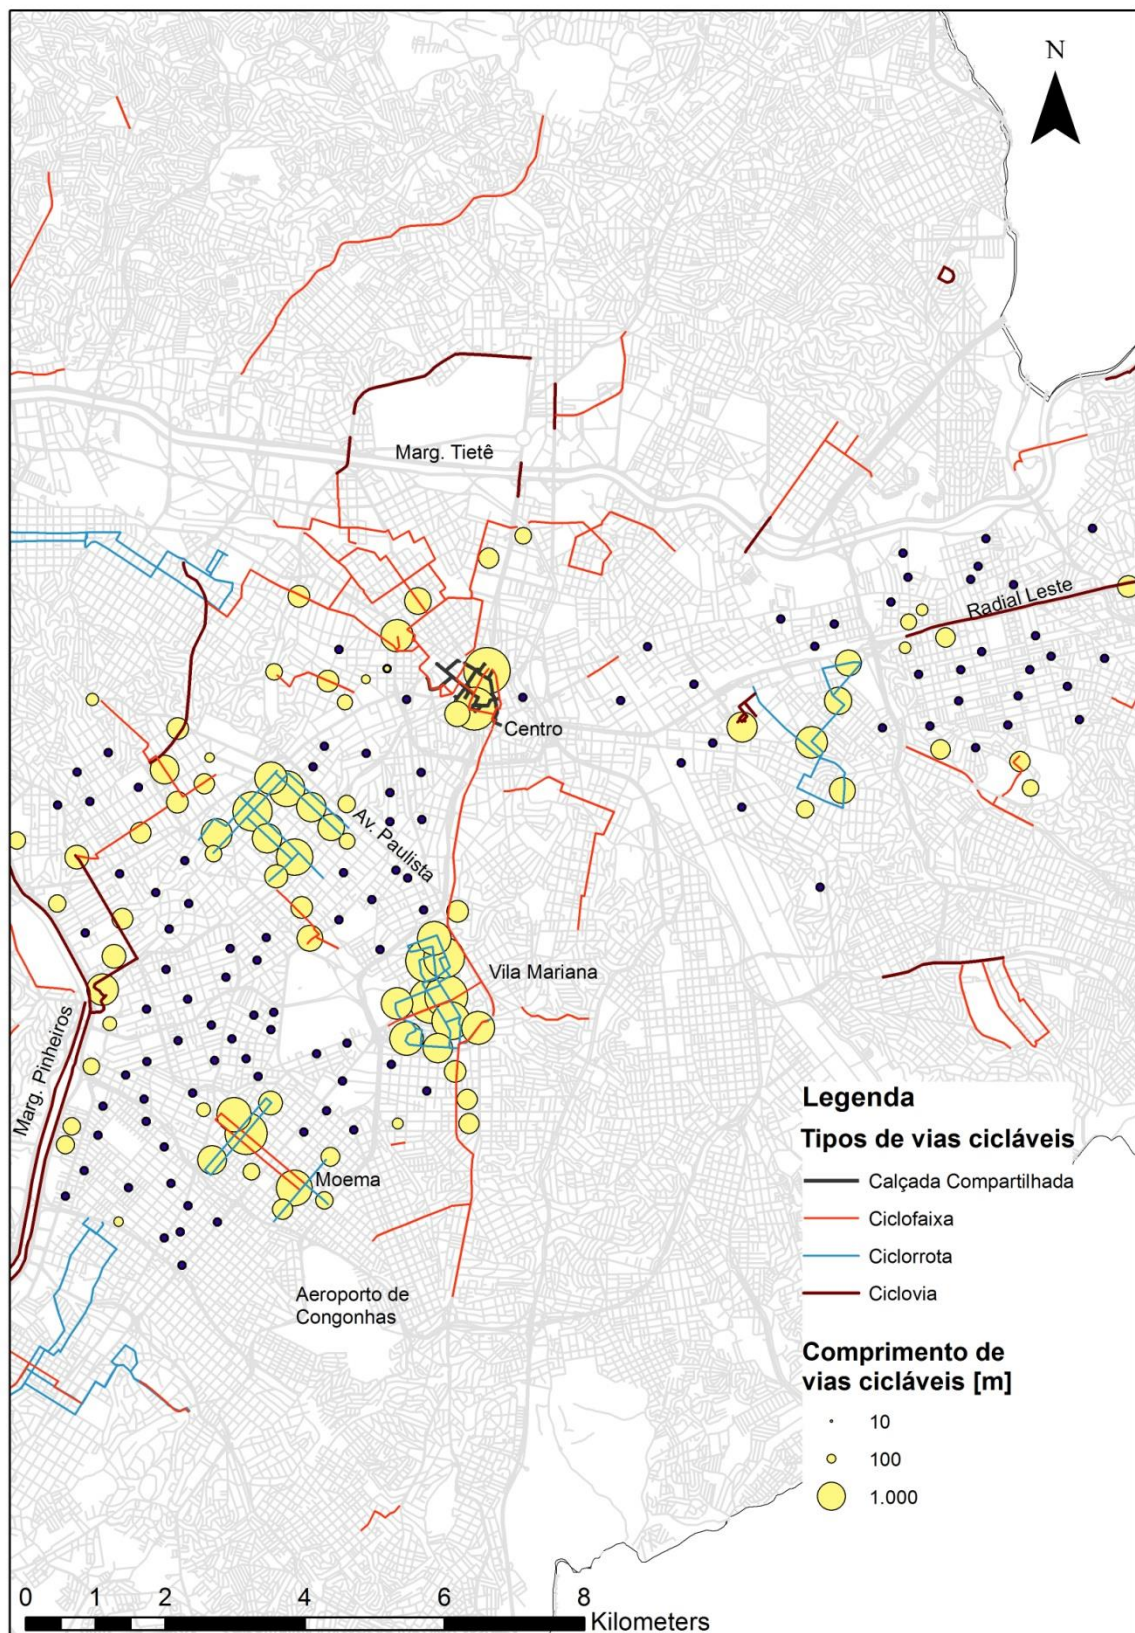 N
Marg. Tietê
Radial Leste
Centro
Av. Paulista
Vila Mariana
Marg. Pinheiros
Moema
Aeroporto de
Congonhas
Legenda
Tipos de vias cicláveis
Calçada Compartilhada
Ciclofaixa
Ciclorrota
Ciclovia
Comprimento de
vias cicláveis [m]
10
100
1.000
0 1 2 4 6 8
Kilometers